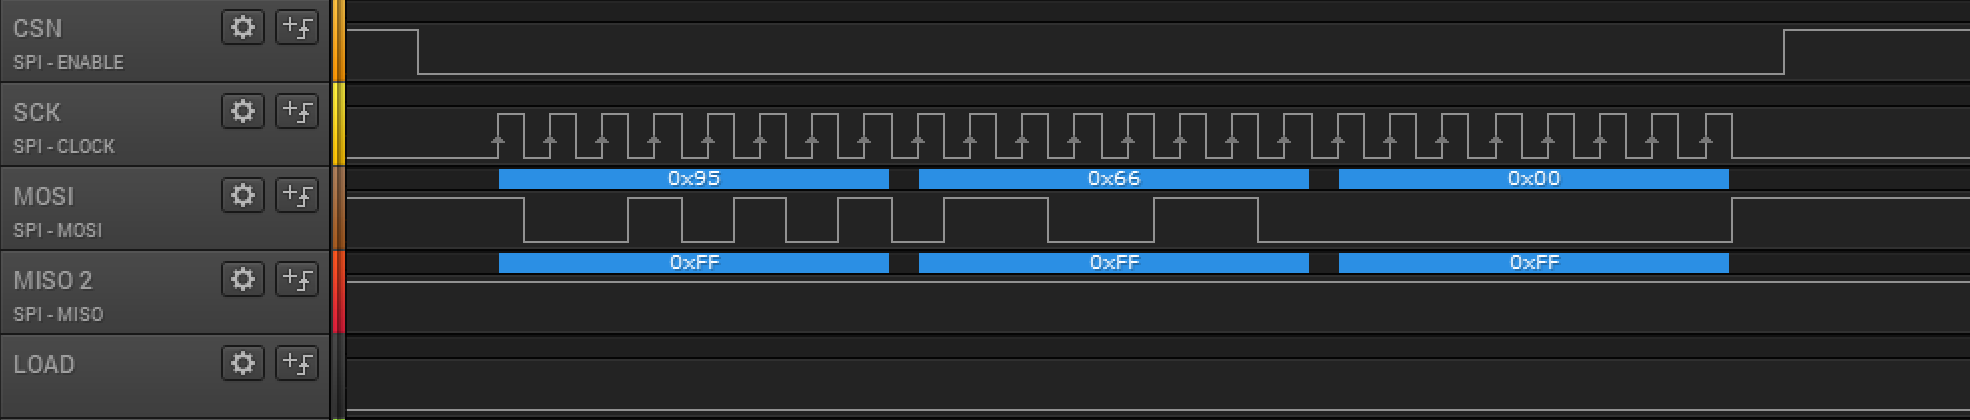 CSN
SPI - ENABLE
SCK
SPI - CLOCK
0x95 0x66 0x00
MOSI
SPI - MOSI
0xFF 0xFF 0xFF
MISO 2
SPI - MISO
LOAD